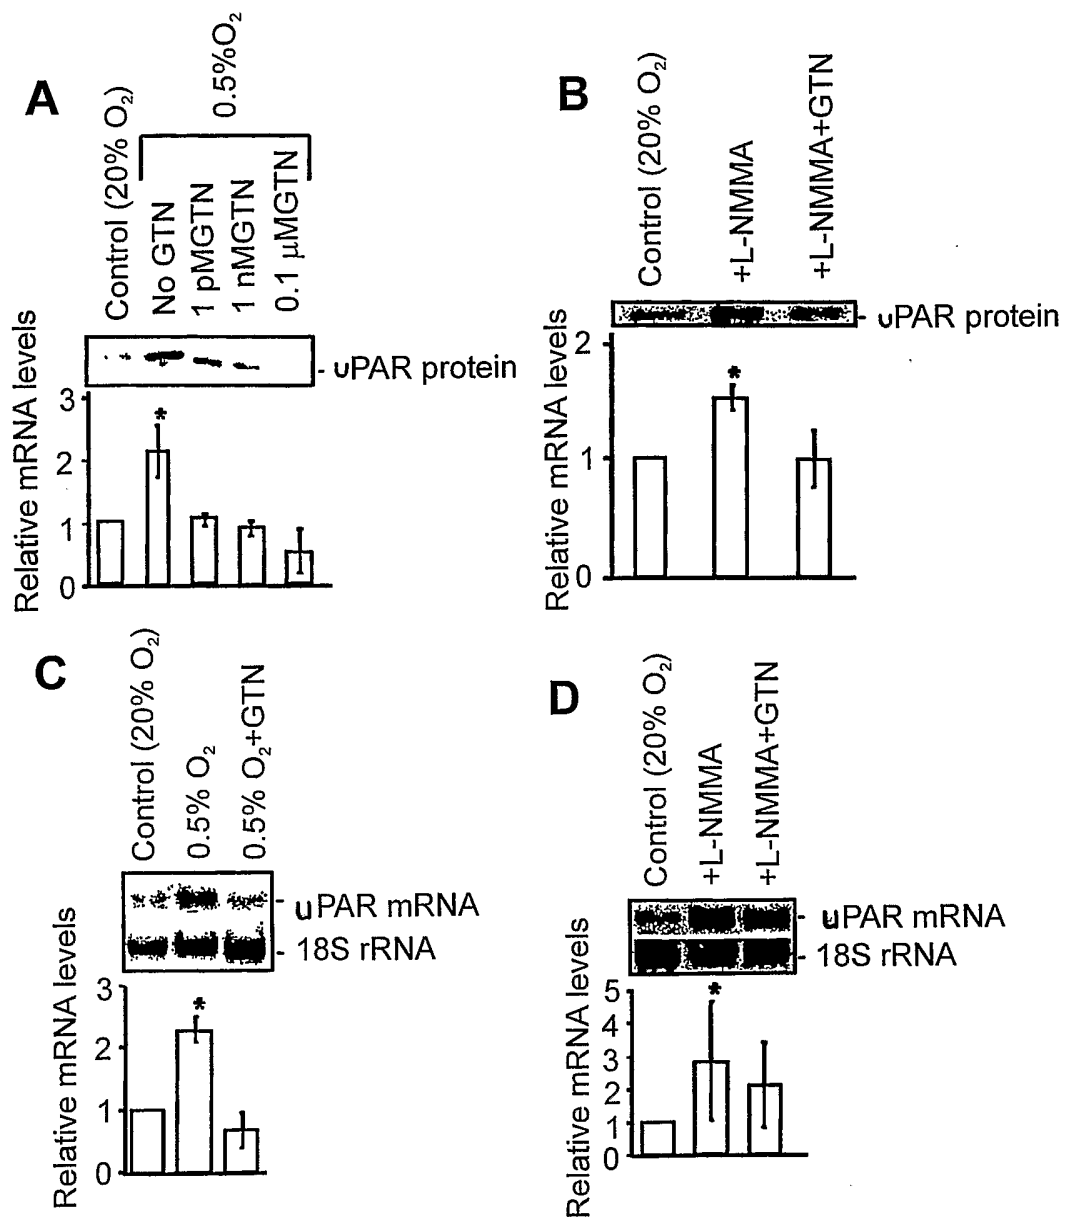 A
0.5%O₂
Control (20% O₂)
No GTN
1 pMGTN
1 nMGTN
0.1 µMGTN
uPAR protein
Relative mRNA levels
3
*
2
1
0
B
Control (20% O₂)
+L-NMMA
+L-NMMA+GTN
uPAR protein
Relative mRNA levels
2
*
1
0
C
Control (20% O₂)
0.5% O₂
0.5% O₂+GTN
uPAR mRNA
18S rRNA
Relative mRNA levels
3
*
2
1
0
D
Control (20% O₂)
+L-NMMA
+L-NMMA+GTN
uPAR mRNA
18S rRNA
Relative mRNA levels
5
*
4
3
2
1
0